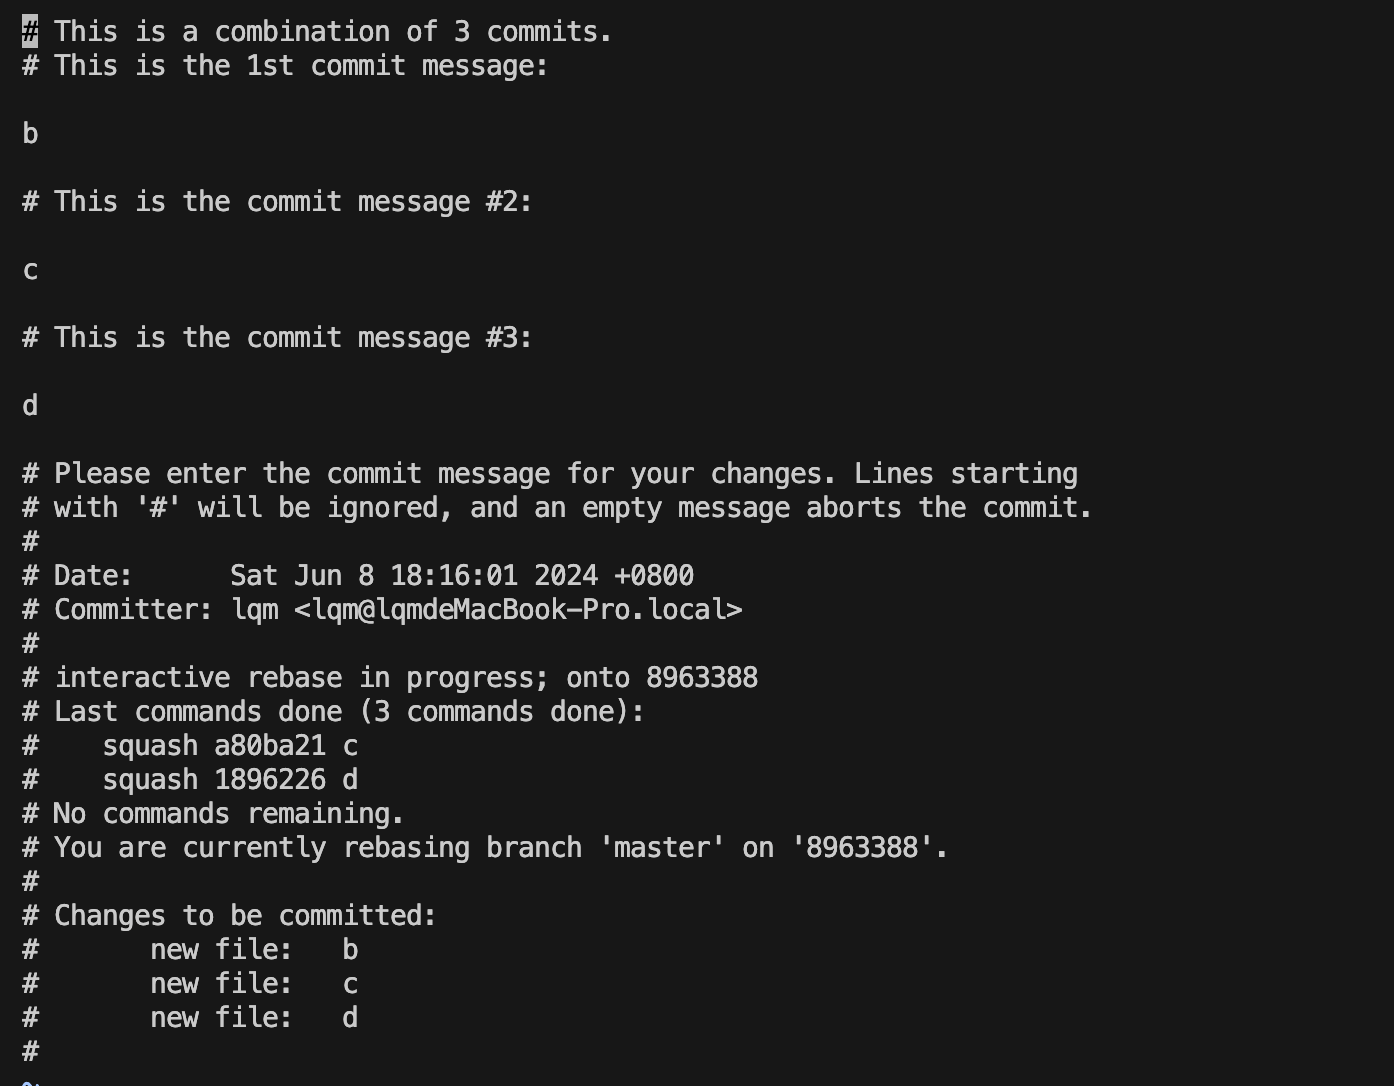 # This is a combination of 3 commits.
# This is the 1st commit message:
b
# This is the commit message #2:
c
# This is the commit message #3:
d
# Please enter the commit message for your changes. Lines starting
# with '#' will be ignored, and an empty message aborts the commit.
#
# Date:      Sat Jun 8 18:16:01 2024 +0800
# Committer: lqm <lqm@lqmdeMacBook-Pro.local>
#
# interactive rebase in progress; onto 8963388
# Last commands done (3 commands done):
#    squash a80ba21 c
#    squash 1896226 d
# No commands remaining.
# You are currently rebasing branch 'master' on '8963388'.
#
# Changes to be committed:
#       new file:   b
#       new file:   c
#       new file:   d
#